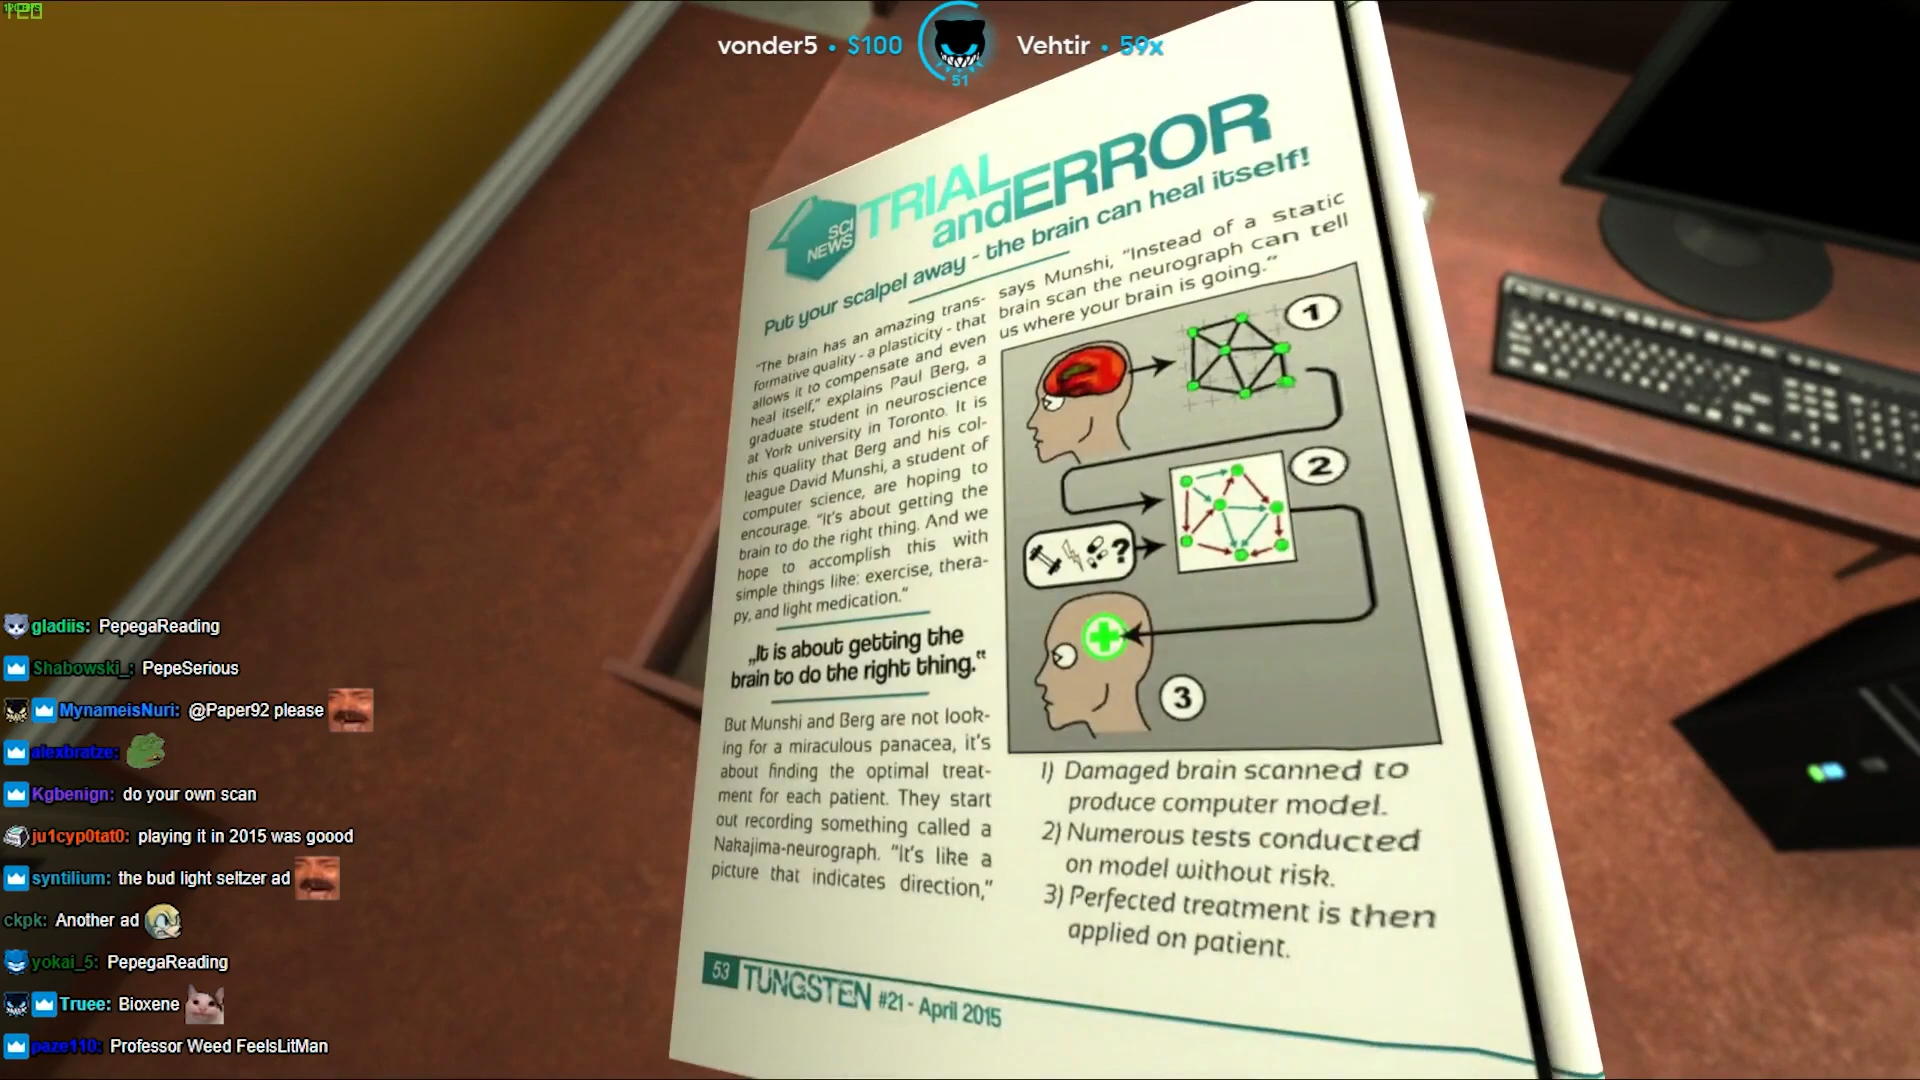 vonder5 • $100
51
Vehtir • 59x
SCI
NEWS
TRIAL
and ERROR
Put your scalpel away - the brain can heal itself!
"The brain has an amazing trans-
formative quality - a plasticity - that
allows it to compensate and even
heal itself," explains Paul Berg, a
graduate student in neuroscience
at York university in Toronto. It is
this quality that Berg and his col-
league David Munshi, a student of
computer science, are hoping to
encourage. "It's about getting the
brain to do the right thing. And we
hope to accomplish this with
simple things like: exercise, thera-
py, and light medication."
„It is about getting the
brain to do the right thing."
But Munshi and Berg are not look-
ing for a miraculous panacea, it's
about finding the optimal treat-
ment for each patient. They start
out recording something called a
Nakajima-neurograph. "It's like a
picture that indicates direction,"
says Munshi, "Instead of a static
brain scan the neurograph can tell
us where your brain is going."
1
2
?
3
1) Damaged brain scanned to
produce computer model.
2) Numerous tests conducted
on model without risk.
3) Perfected treatment is then
applied on patient.
53 TUNGSTEN #21 - April 2015
gladiis: PepegaReading
Shabowski_: PepeSerious
MynameisNuri: @Paper92 please
alexbratze:
Kgbenign: do your own scan
ju1cyp0tat0: playing it in 2015 was goood
syntilium: the bud light seltzer ad
ckpk: Another ad
yokai_5: PepegaReading
Truee: Bioxene
paze110: Professor Weed FeelsLitMan